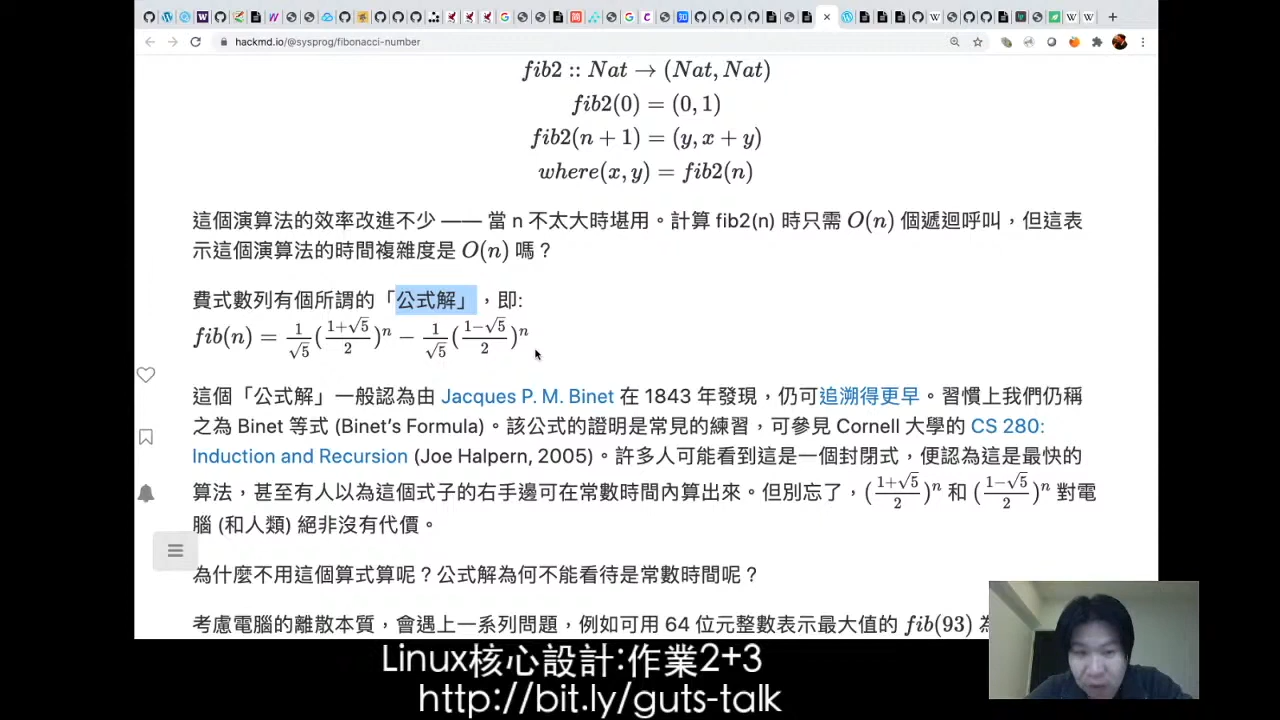 hackmd.io/@sysprog/fibonacci-number
fib2 :: Nat → (Nat, Nat)
fib2(0) = (0, 1)
fib2(n + 1) = (y, x + y)
where(x, y) = fib2(n)
這個演算法的效率改進不少 —— 當 n 不太大時堪用。計算 fib2(n) 時只需 O(n) 個遞迴呼叫，但這表
示這個演算法的時間複雜度是 O(n) 嗎？
費式數列有個所謂的「公式解」，即:
fib(n) = 1/√5 ((1+√5)/2)^n − 1/√5 ((1−√5)/2)^n
這個「公式解」一般認為由 Jacques P. M. Binet 在 1843 年發現，仍可追溯得更早。習慣上我們仍稱
之為 Binet 等式 (Binet's Formula)。該公式的證明是常見的練習，可參見 Cornell 大學的 CS 280:
Induction and Recursion (Joe Halpern, 2005)。許多人可能看到這是一個封閉式，便認為這是最快的
算法，甚至有人以為這個式子的右手邊可在常數時間內算出來。但別忘了，((1+√5)/2)^n 和 ((1−√5)/2)^n 對電
腦 (和人類) 絕非沒有代價。
為什麼不用這個算式算呢？公式解為何不能看待是常數時間呢？
考慮電腦的離散本質，會遇上一系列問題，例如可用 64 位元整數表示最大值的 fib(93) 為
Linux核心設計:作業2+3
http://bit.ly/guts-talk